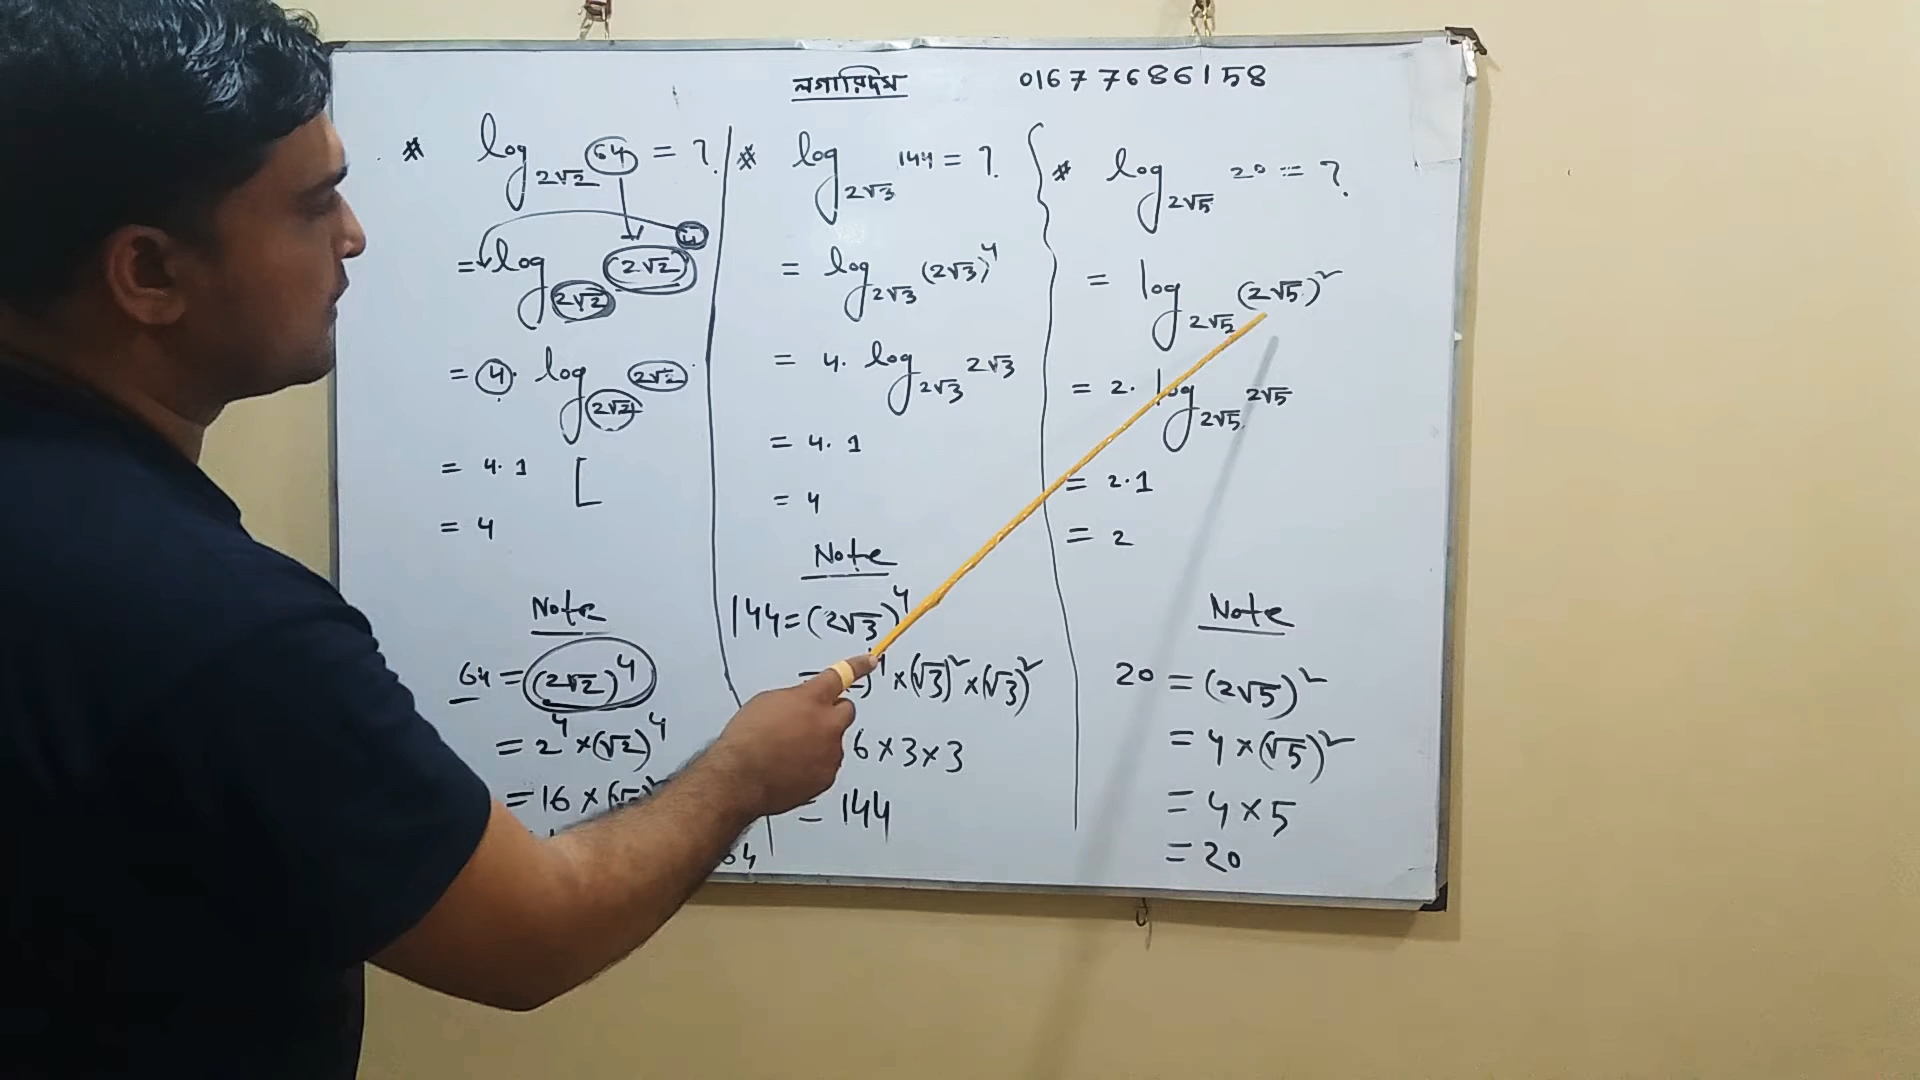 লগারিদম 01677686158
* log_{2√2} 64 = ?
= log_{2√2} (2√2)^4
= 4. log_{2√2} 2√2
= 4.1 [
= 4
Note
64 = (2√2)^4
= 2^4 × (√2)^4
= 16 ×
64
* log_{2√3} 144 = ?
= log_{2√3} (2√3)^4
= 4. log_{2√3} 2√3
= 4.1
= 4
Note
144 = (2√3)^4
= × (√3)^2 × (√3)^2
6 × 3 × 3
= 144
* log_{2√5} 20 = ?
= log_{2√5} (2√5)^2
= 2. log_{2√5} 2√5
= 2.1
= 2
Note
20 = (2√5)^2
= 4 × (√5)^2
= 4 × 5
= 20